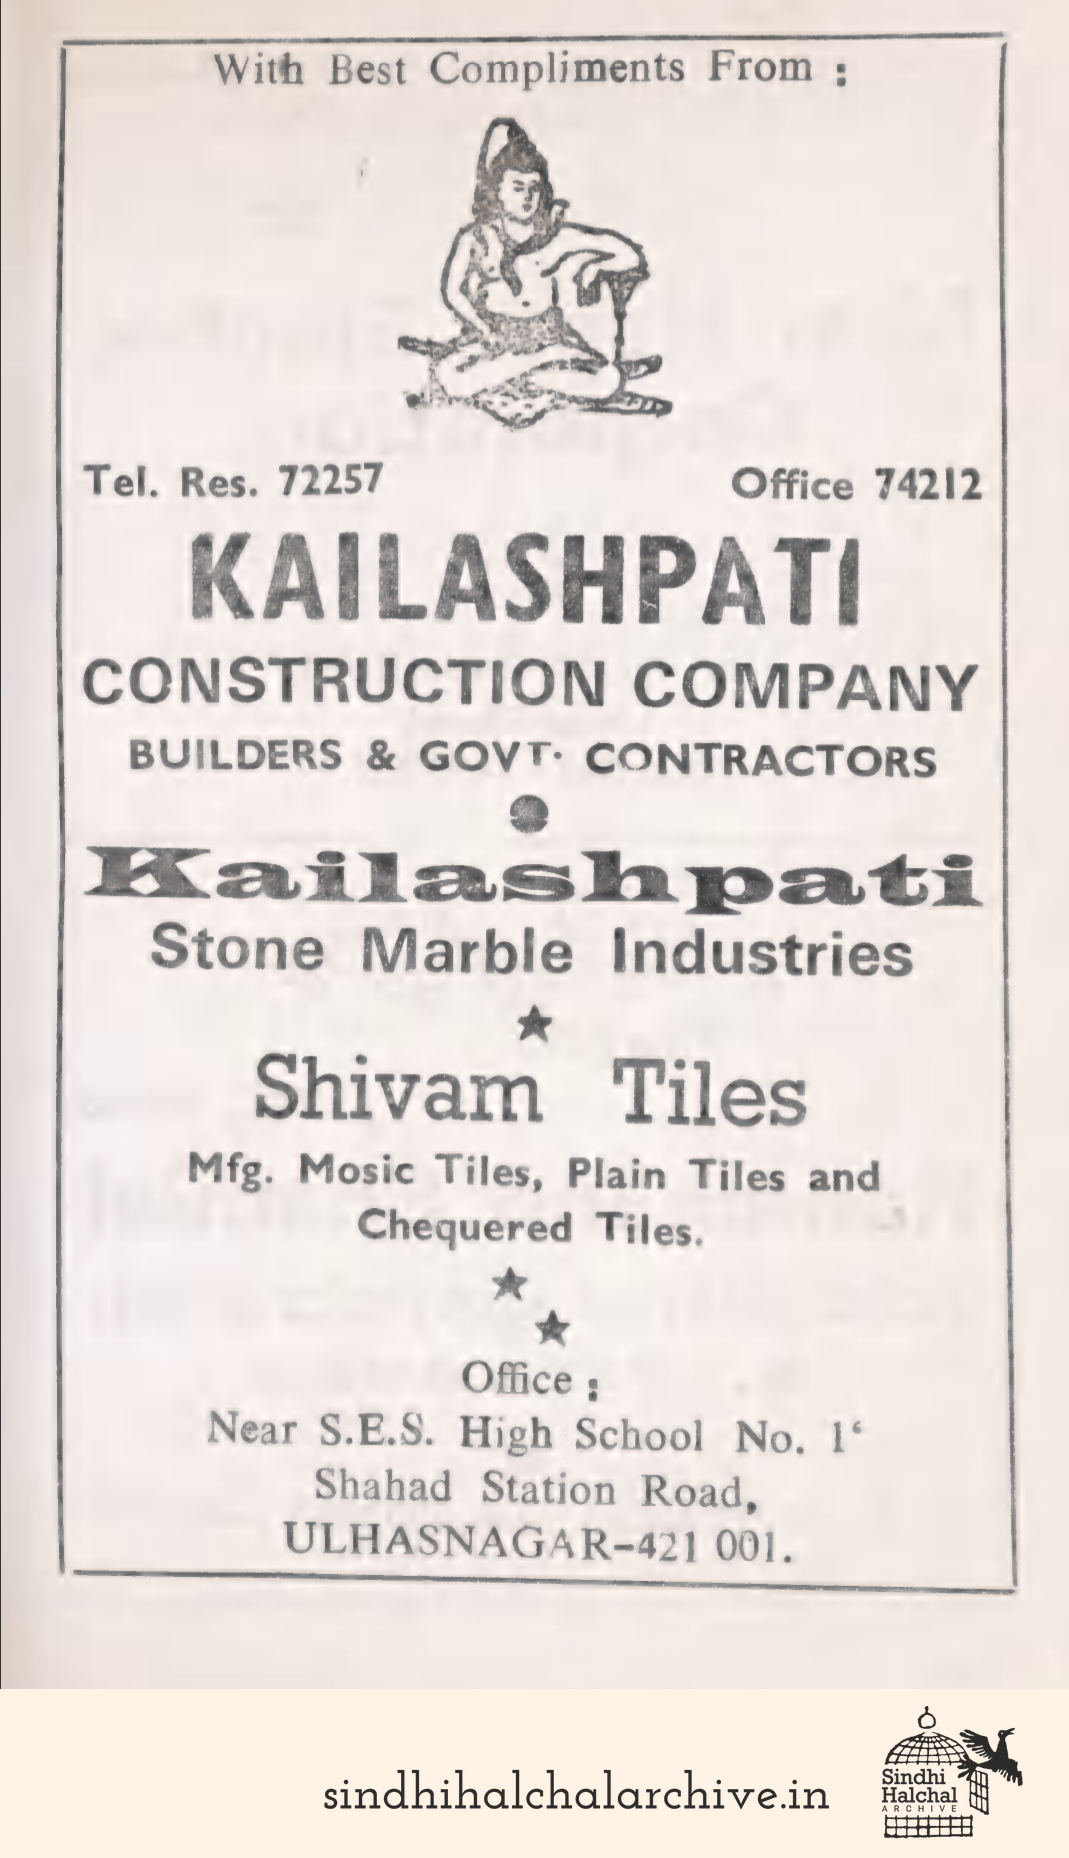 With Best Compliments From :
Tel. Res. 72257
Office 74212
KAILASHPATI
CONSTRUCTION COMPANY
BUILDERS & GOVT· CONTRACTORS
Kailashpati
Stone Marble Industries
Shivam Tiles
Mfg. Mosic Tiles, Plain Tiles and
Chequered Tiles.
Office :
Near S.E.S. High School No. 1‘
Shahad Station Road,
ULHASNAGAR–421 001.
sindhihalchalarchive.in
Sindhi
Halchal
ARCHIVE